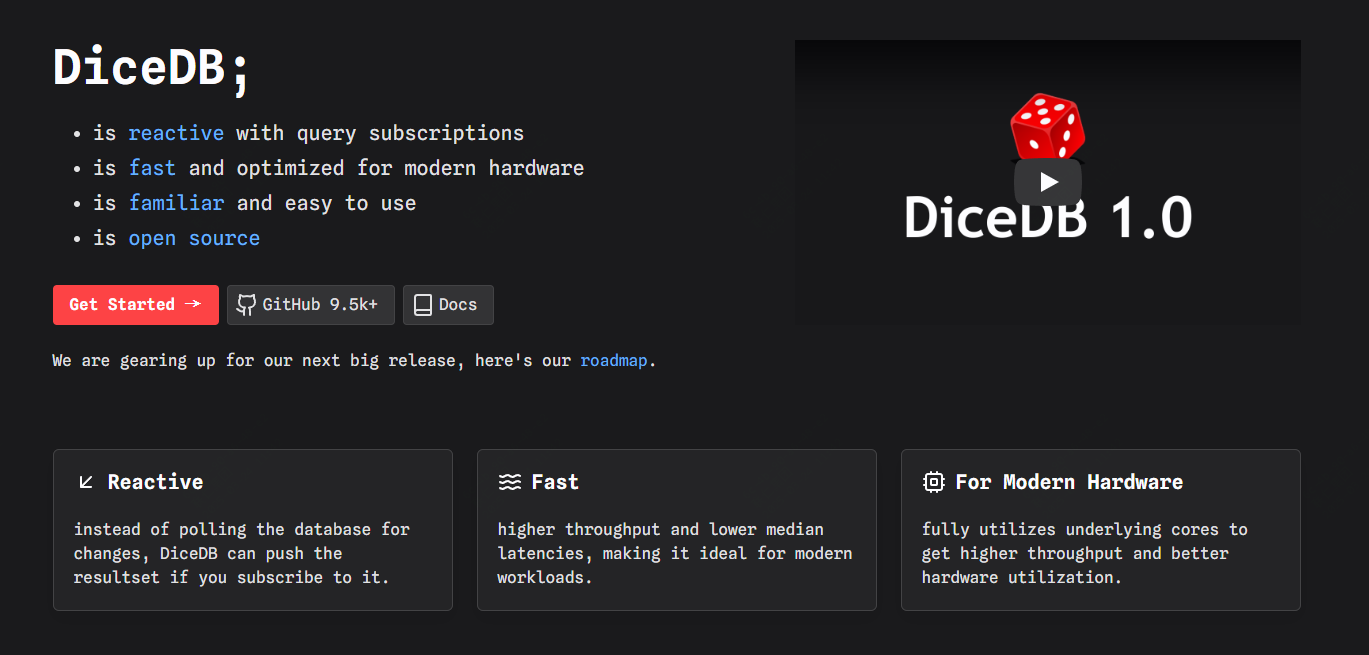 DiceDB;
• is reactive with query subscriptions
• is fast and optimized for modern hardware
• is familiar and easy to use
• is open source
Get Started →
GitHub 9.5k+
Docs
We are gearing up for our next big release, here's our roadmap.
DiceDB 1.0
Reactive
instead of polling the database for
changes, DiceDB can push the
resultset if you subscribe to it.
Fast
higher throughput and lower median
latencies, making it ideal for modern
workloads.
For Modern Hardware
fully utilizes underlying cores to
get higher throughput and better
hardware utilization.